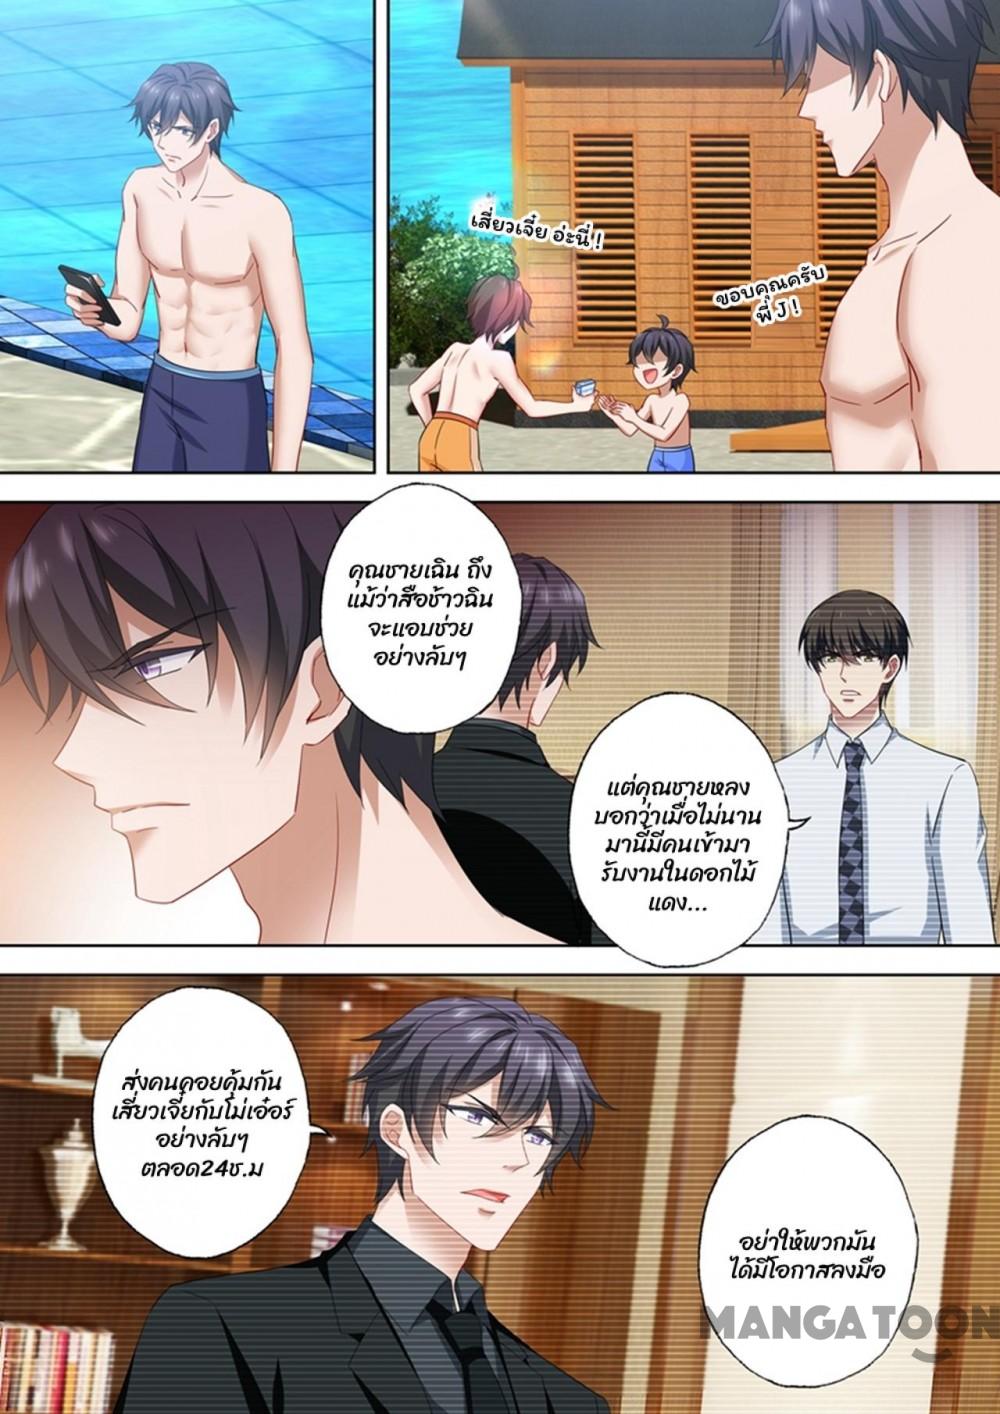 เสี่ยวเจี๋ย อ่ะนี่ !
ขอบคุณครับ
พี่ J !
คุณชายเฉิน ถึง
แม้ว่าสือช้าวฉิน
จะแอบช่วย
อย่างลับๆ
แต่คุณชายหลง
บอกว่าเมื่อไม่นาน
มานี้มีคนเข้ามา
รับงานในดอกไม้
แดง...
ส่งคนคอยคุ้มกัน
เสี่ยวเจี๋ยกับโม่เอ๋อร์
อย่างลับๆ
ตลอด24ช.ม
อย่าให้พวกมัน
ได้มีโอกาสลงมือ
MANGATOON